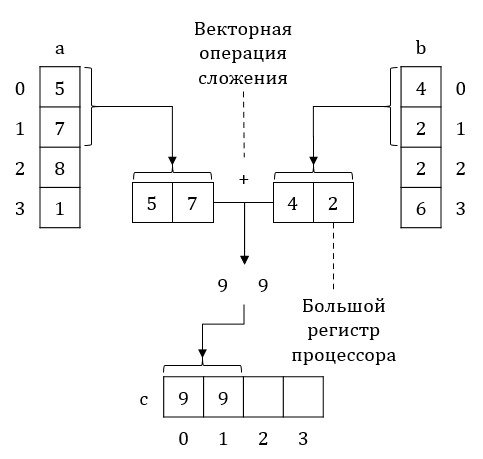 Векторная
операция
сложения
a
b
0 5
4 0
1 7
2 1
2 8
2 2
3 1
6 3
+
5 7
4 2
9 9
Большой
регистр
процессора
c 9 9
0 1 2 3